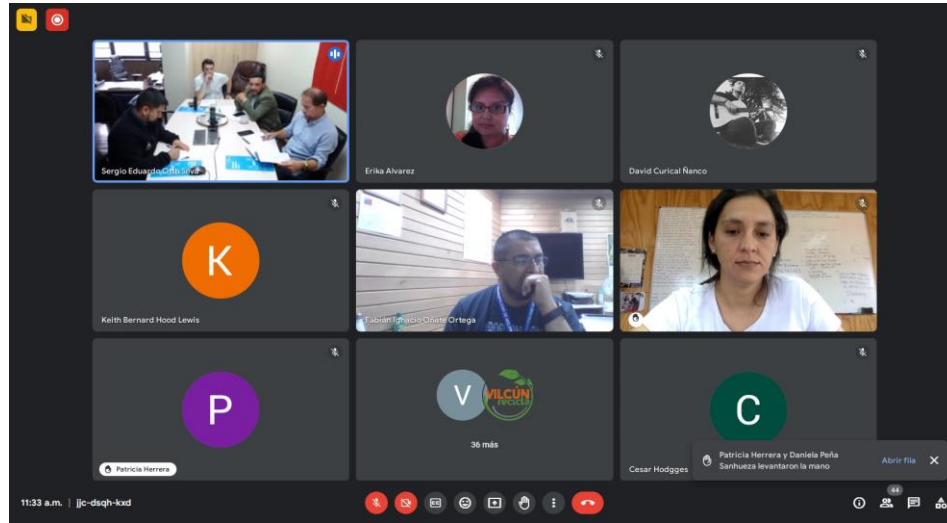 Sergio Eduardo
Silva
Erika Alvarez
David Curical Ñanco
K
Keith Bernard Hood Lewis
Fabián Ignacio Oñate Ortega
P
Patricia Herrera
V
VILCÚN
recicla
36 más
C
Cesar Hodgges
Patricia Herrera y Daniela Peña
Sanhueza levantaron la mano
Abrir fila
44
11:33 a.m. | jjc-dsqh-kxd
CC